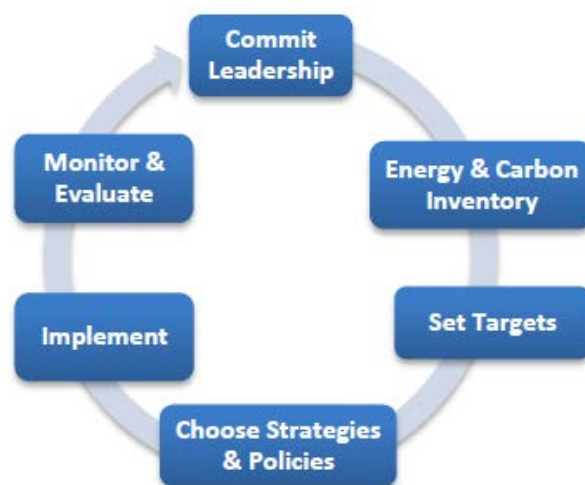 Commit
Leadership
Energy & Carbon
Inventory
Set Targets
Choose Strategies
& Policies
Implement
Monitor &
Evaluate